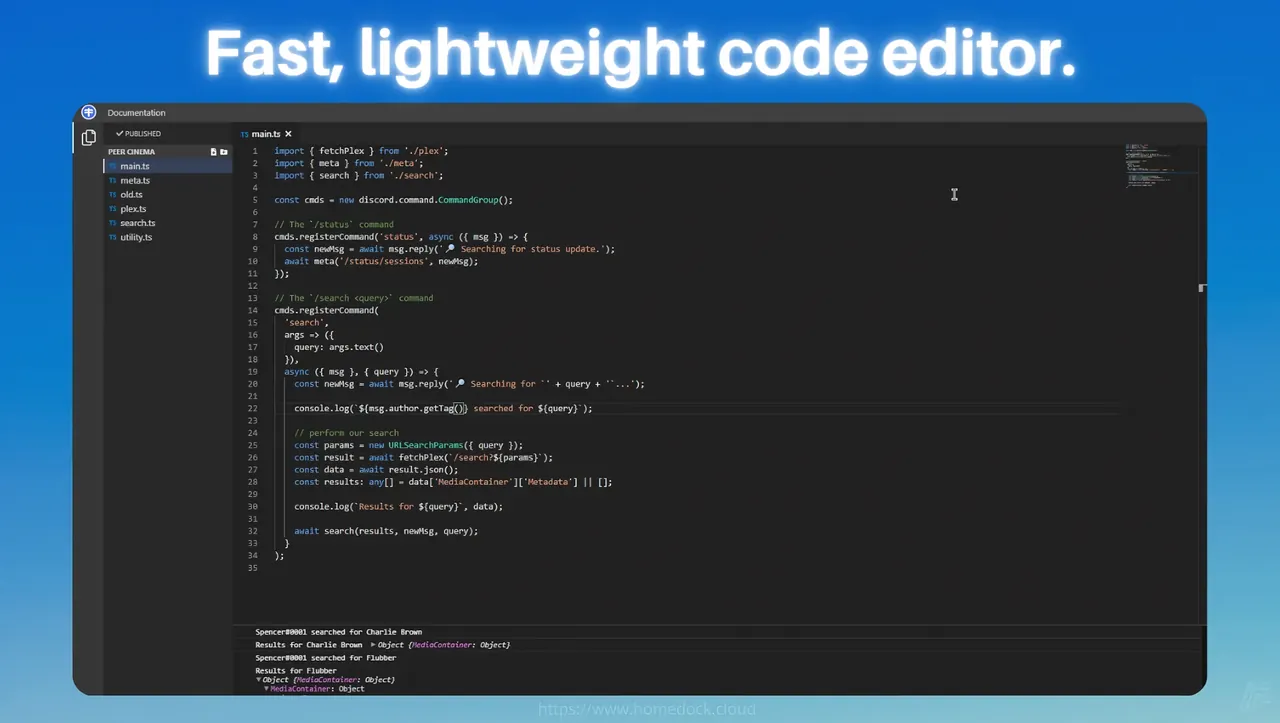 Fast, lightweight code editor.
Documentation
PUBLISHED
PEER CINEMA
TS main.ts
TS meta.ts
TS old.ts
TS plex.ts
TS search.ts
TS utility.ts
TS main.ts ×
1 import { fetchPlex } from './plex';
2 import { meta } from './meta';
3 import { search } from './search';
4
5 const cmds = new discord.command.CommandGroup();
6
7 // The `/status` command
8 cmds.registerCommand('status', async ({ msg }) => {
9 const newMsg = await msg.reply('🔎 Searching for status update.');
10 await meta('/status/sessions', newMsg);
11 });
12
13 // The `/search <query>` command
14 cmds.registerCommand(
15 'search',
16 args => ({
17 query: args.text()
18 }),
19 async ({ msg }, { query }) => {
20 const newMsg = await msg.reply('🔎 Searching for `' + query + '`...');
21
22 console.log(`${msg.author.getTag()} searched for ${query}`);
23
24 // perform our search
25 const params = new URLSearchParams({ query });
26 const result = await fetchPlex(`/search?${params}`);
27 const data = await result.json();
28 const results: any[] = data['MediaContainer']['Metadata'] || [];
29
30 console.log(`Results for ${query}`, data);
31
32 await search(results, newMsg, query);
33 }
34 );
35
Spencer#0001 searched for Charlie Brown
Results for Charlie Brown ▶Object {MediaContainer: Object}
Spencer#0001 searched for Flubber
Results for Flubber
▼Object {MediaContainer: Object}
▼MediaContainer: Object
https://www.homedock.cloud